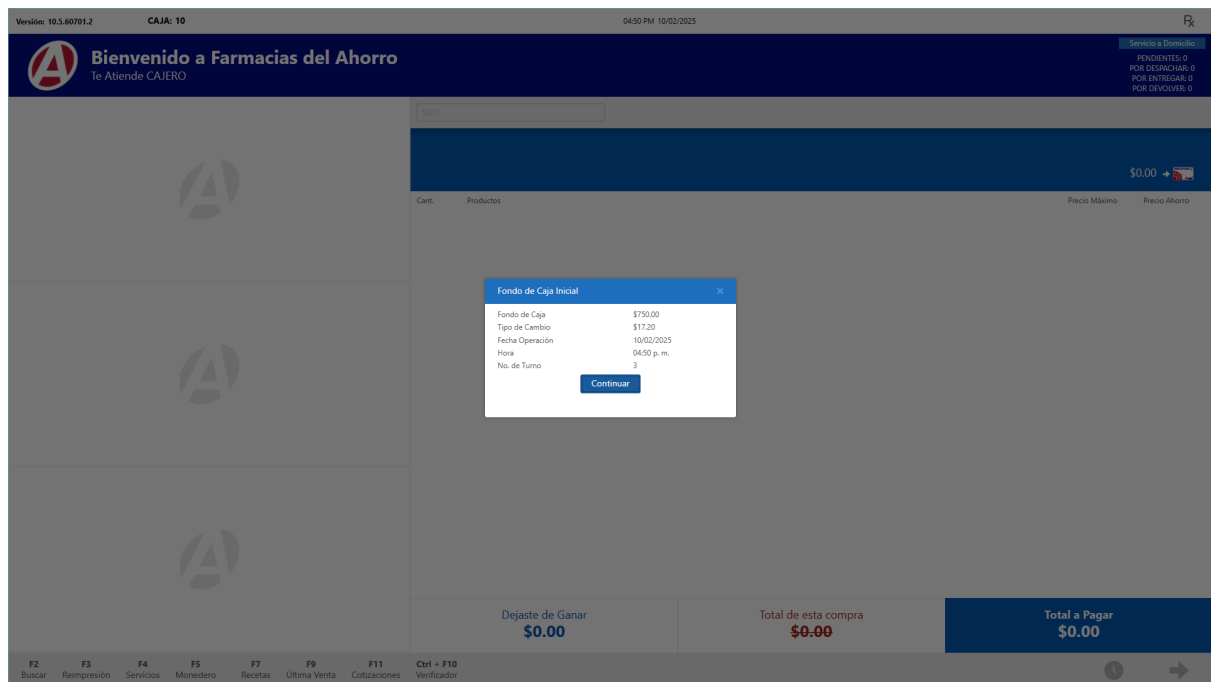 Versión: 10.5.60701.2 CAJA: 10 04:50 PM 10/02/2025 Rx
Bienvenido a Farmacias del Ahorro
Te Atiende CAJERO
Servicio a Domicilio
PENDIENTES: 0
POR DESPACHAR: 0
POR ENTREGAR: 0
POR DEVOLVER: 0
SKU
$0.00
Cant. Productos Precio Máximo Precio Ahorro
Fondo de Caja Inicial
Fondo de Caja $750.00
Tipo de Cambio $17.20
Fecha Operación 10/02/2025
Hora 04:50 p. m.
No. de Turno 3
Continuar
Dejaste de Ganar
$0.00
Total de esta compra
$0.00
Total a Pagar
$0.00
F2 F3 F4 F5 F7 F9 F11 Ctrl + F10
Buscar Reimpresión Servicios Monedero Recetas Última Venta Cotizaciones Verificador